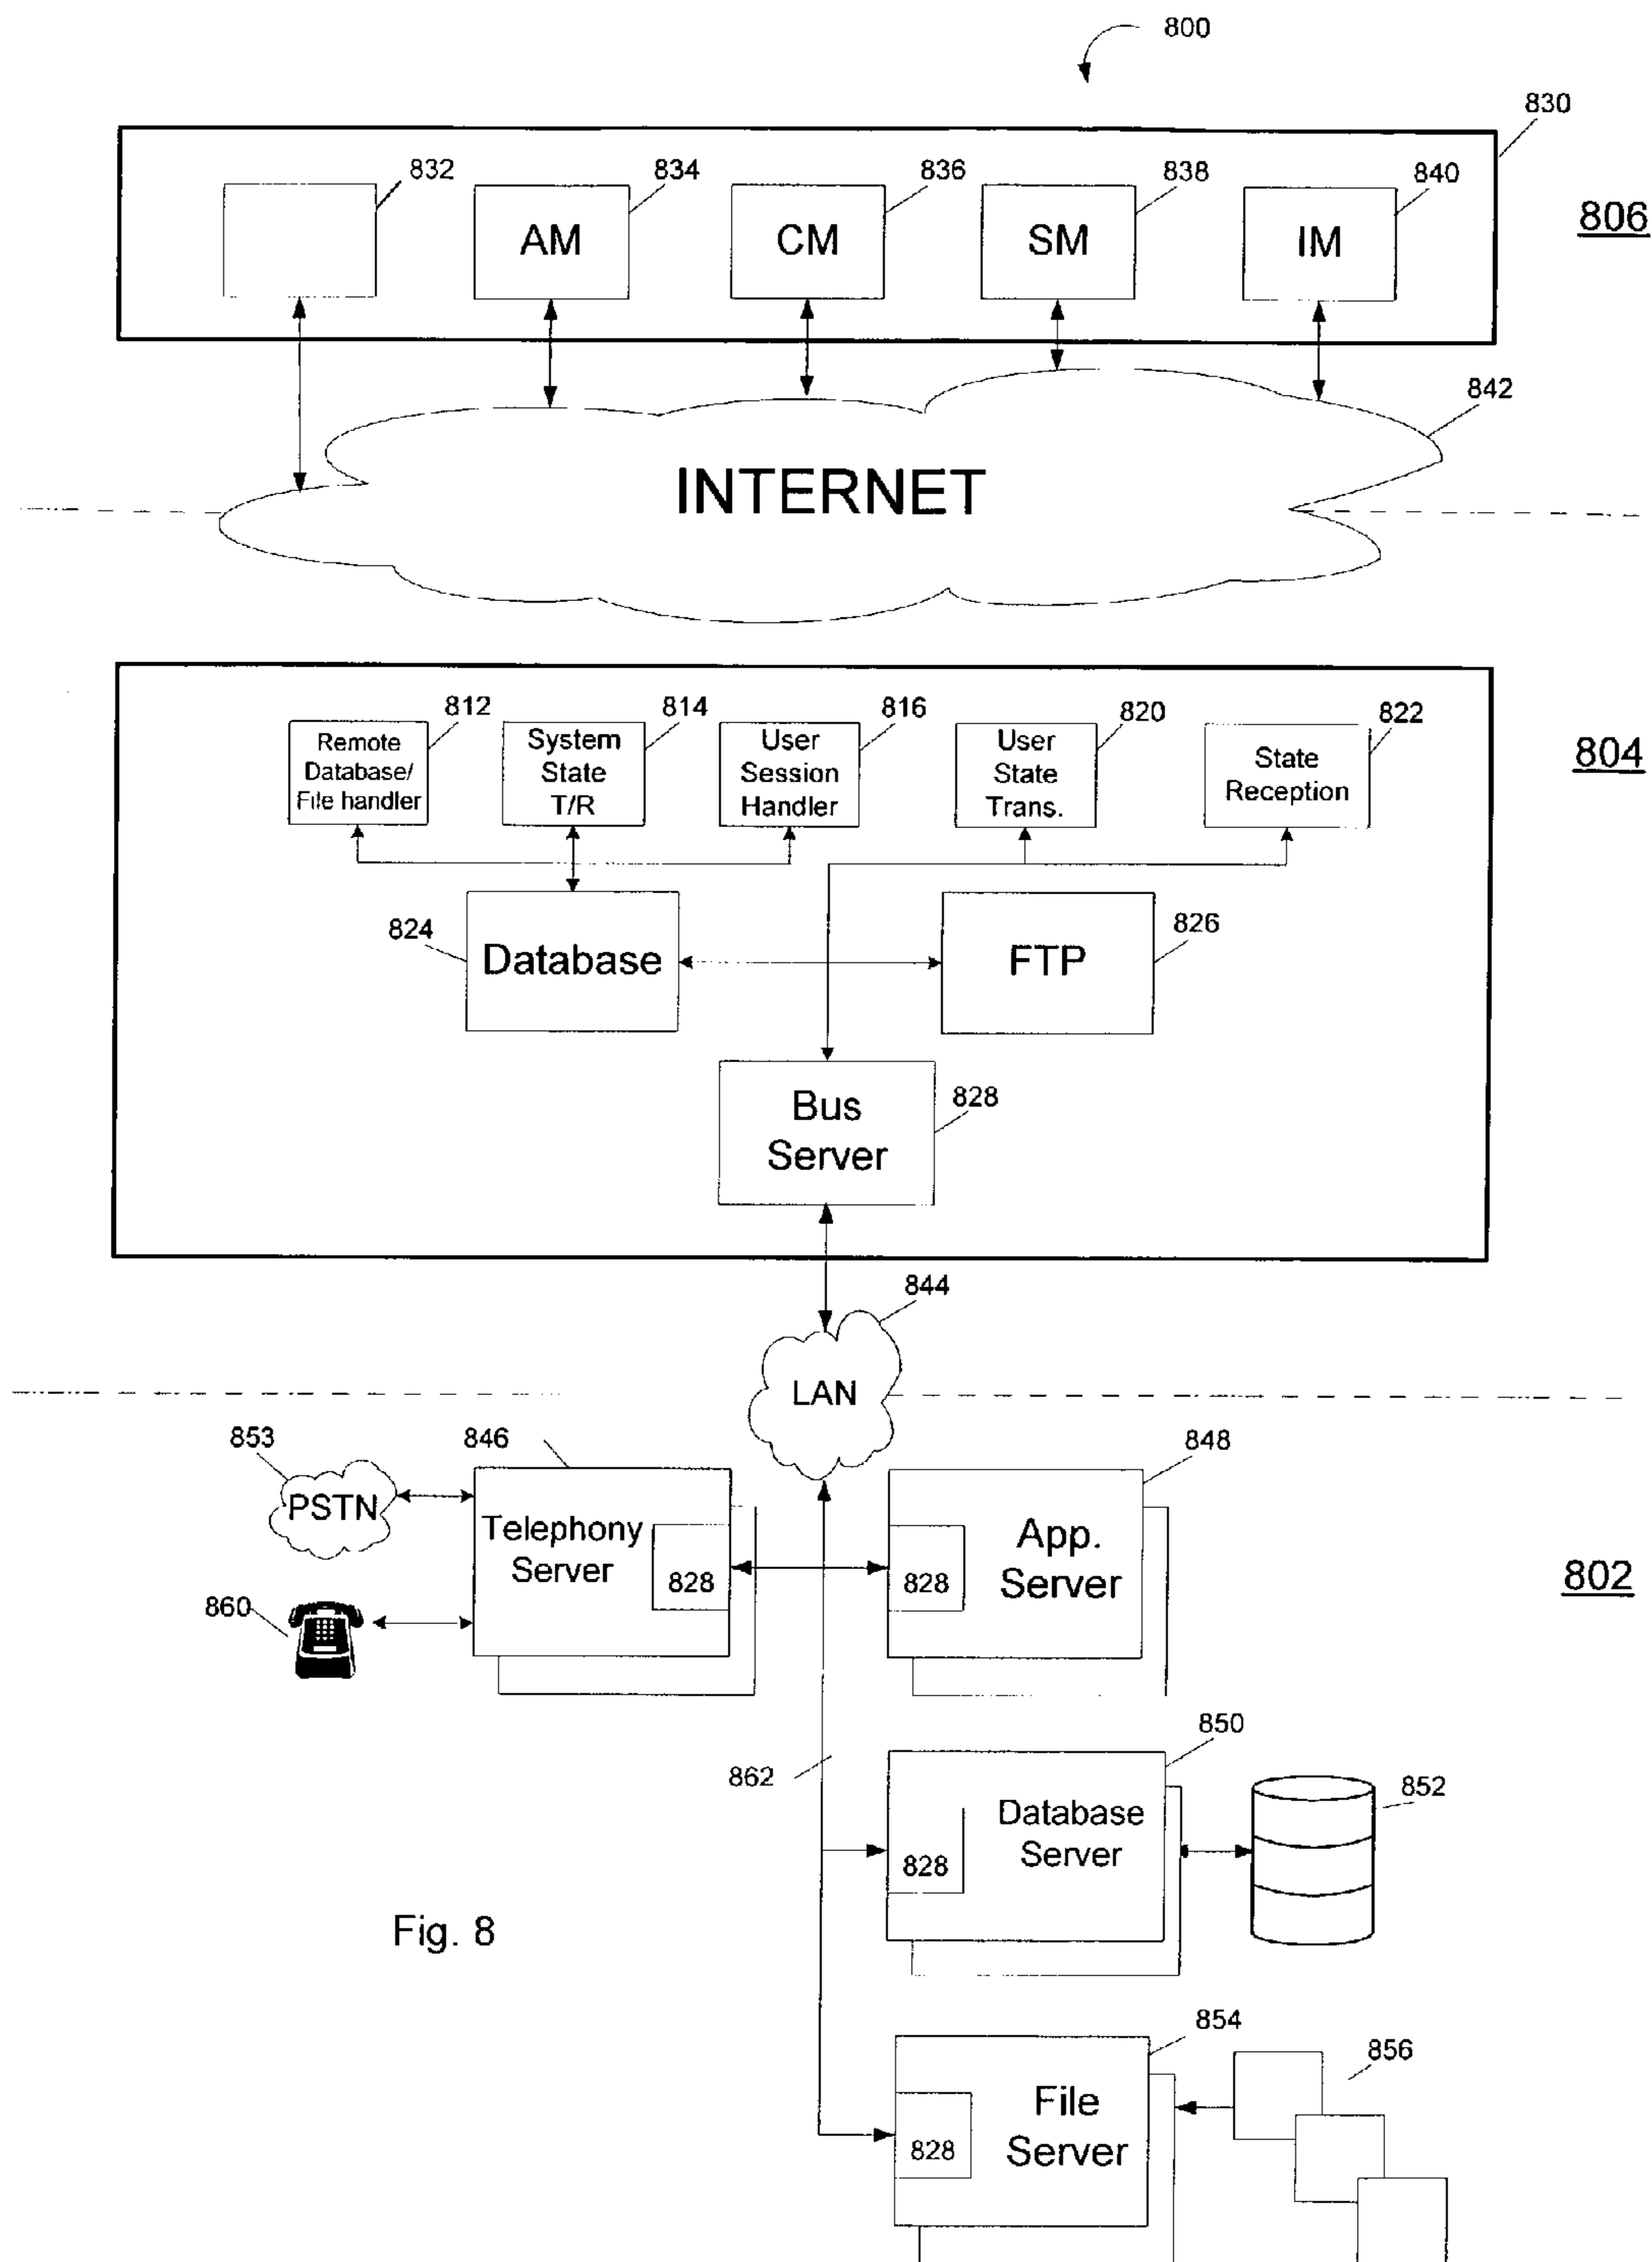 800
830
832
834
836
838
840
806
AM
CM
SM
IM
842
INTERNET
812
814
816
820
822
804
Remote
Database/
File handler
System
State
T/R
User
Session
Handler
User
State
Trans.
State
Reception
824
Database
FTP
826
Bus
Server
828
844
LAN
853
846
848
PSTN
Telephony
Server
828
828
App.
Server
802
860
862
850
852
828
Database
Server
Fig. 8
854
856
828
File
Server